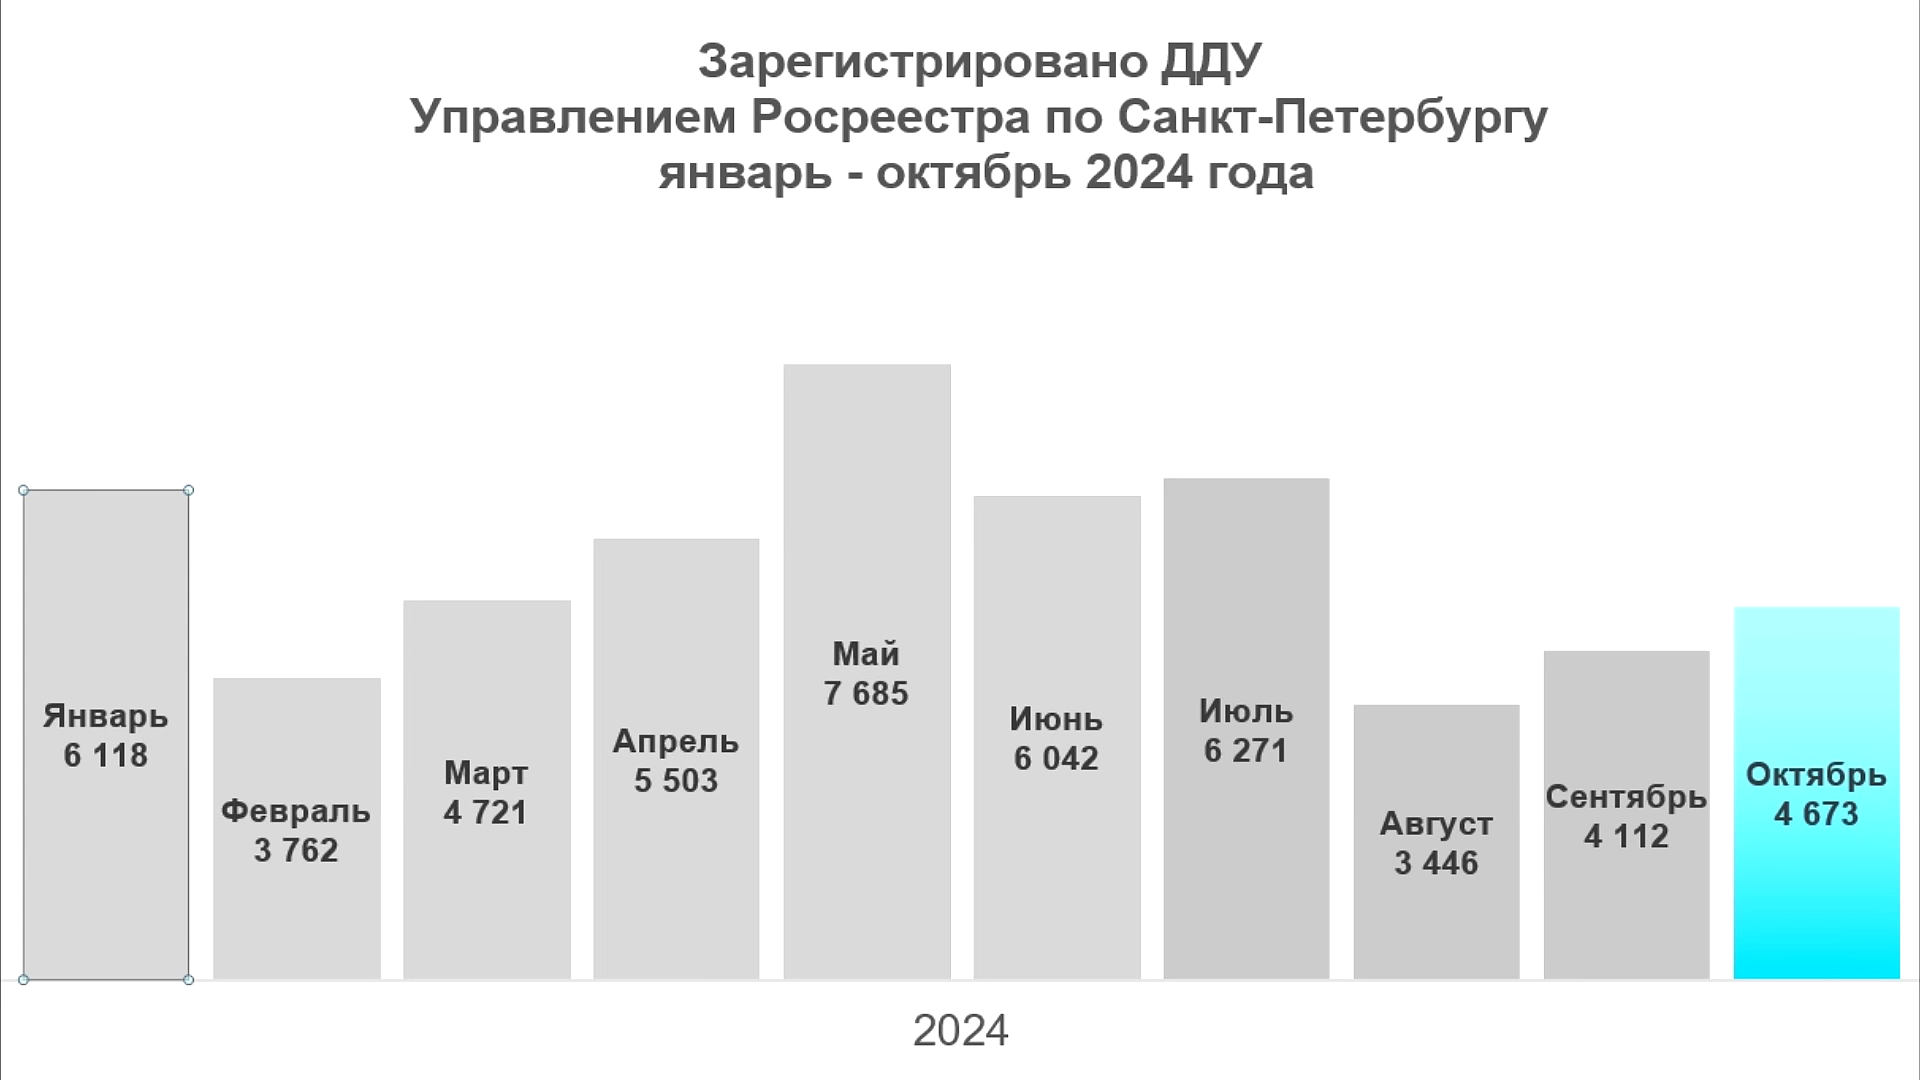 Зарегистрировано ДДУ
Управлением Росреестра по Санкт-Петербургу
январь - октябрь 2024 года
Январь
6 118
Февраль
3 762
Март
4 721
Апрель
5 503
Май
7 685
Июнь
6 042
Июль
6 271
Август
3 446
Сентябрь
4 112
Октябрь
4 673
2024